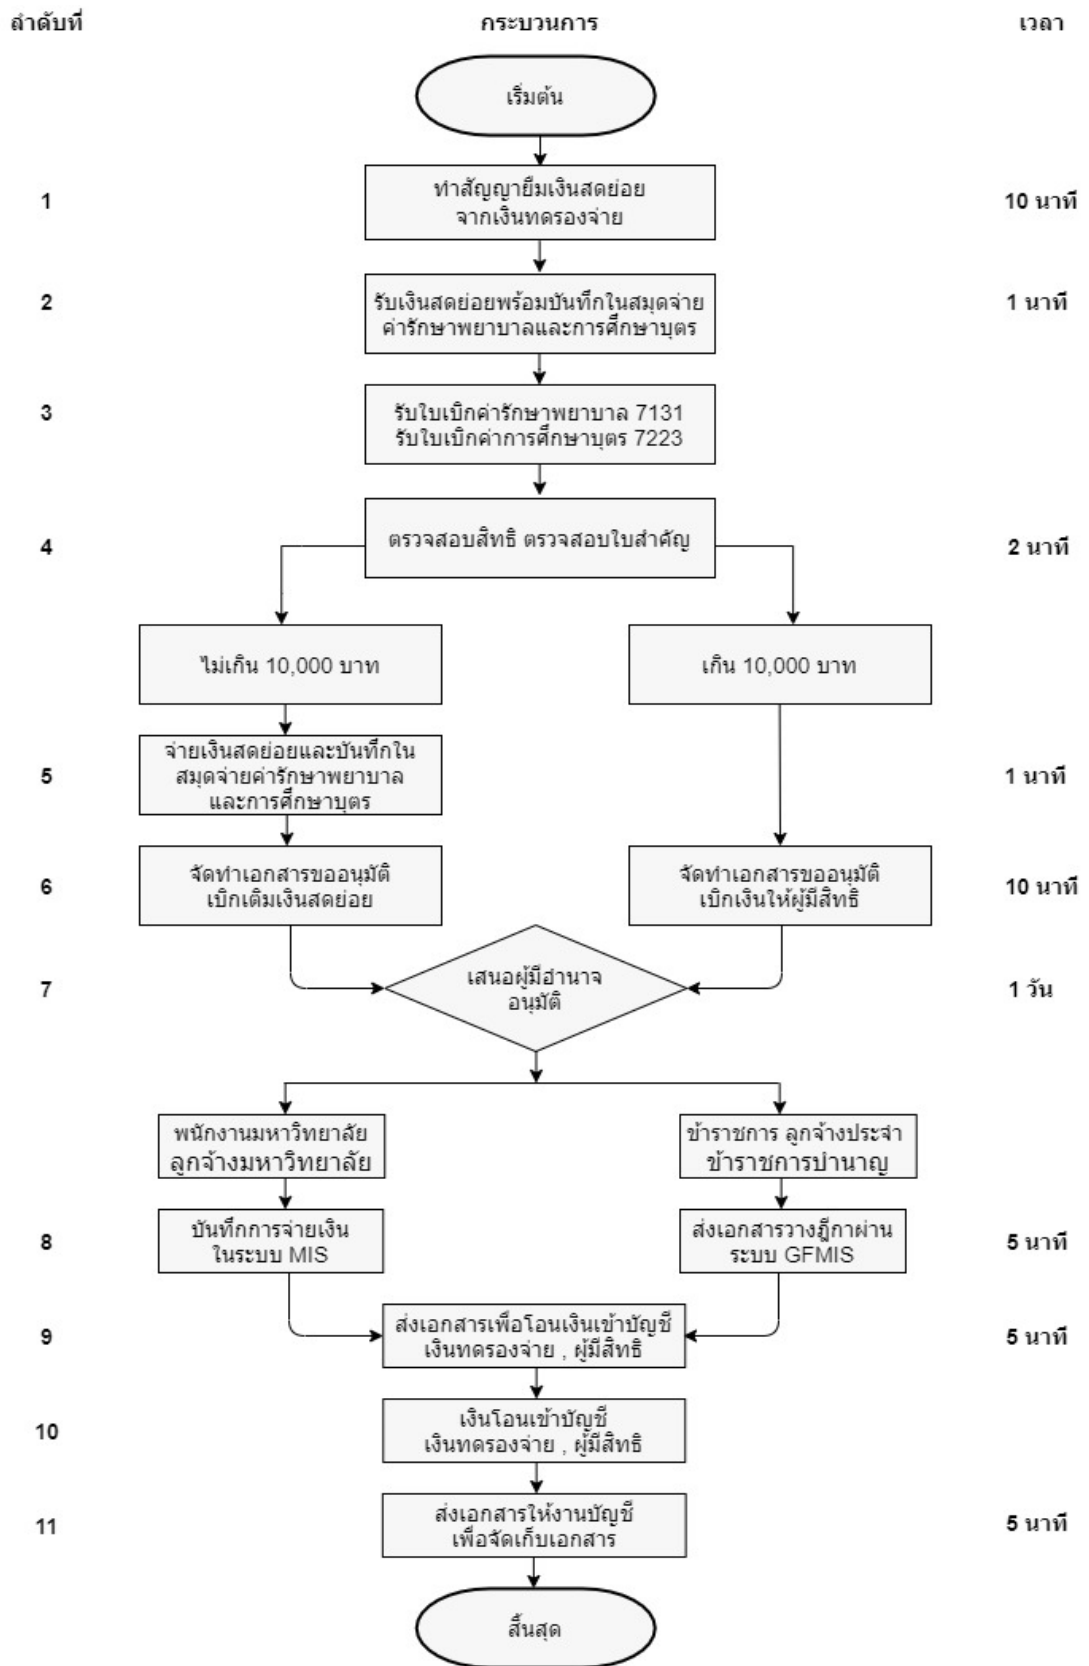 ลำดับที่ กระบวนการ เวลา
เริ่มต้น
1 ทำสัญญายืมเงินสดย่อย 10 นาที
จากเงินทดรองจ่าย
2 รับเงินสดย่อยพร้อมบันทึกในสมุดจ่าย 1 นาที
ค่ารักษาพยาบาลและการศึกษาบุตร
3 รับใบเบิกค่ารักษาพยาบาล 7131
รับใบเบิกค่าการศึกษาบุตร 7223
4 ตรวจสอบสิทธิ ตรวจสอบใบสำคัญ 2 นาที
ไม่เกิน 10,000 บาท เกิน 10,000 บาท
จ่ายเงินสดย่อยและบันทึกใน
5 สมุดจ่ายค่ารักษาพยาบาล 1 นาที
และการศึกษาบุตร
6 จัดทำเอกสารขออนุมัติ จัดทำเอกสารขออนุมัติ 10 นาที
เบิกเติมเงินสดย่อย เบิกเงินให้ผู้มีสิทธิ
7 เสนอผู้มีอำนาจ 1 วัน
อนุมัติ
พนักงานมหาวิทยาลัย ข้าราชการ ลูกจ้างประจำ
ลูกจ้างมหาวิทยาลัย ข้าราชการบำนาญ
8 บันทึกการจ่ายเงิน ส่งเอกสารวางฎีกาผ่าน 5 นาที
ในระบบ MIS ระบบ GFMIS
9 ส่งเอกสารเพื่อโอนเงินเข้าบัญชี 5 นาที
เงินทดรองจ่าย , ผู้มีสิทธิ
10 เงินโอนเข้าบัญชี
เงินทดรองจ่าย , ผู้มีสิทธิ
11 ส่งเอกสารให้งานบัญชี 5 นาที
เพื่อจัดเก็บเอกสาร
สิ้นสุด